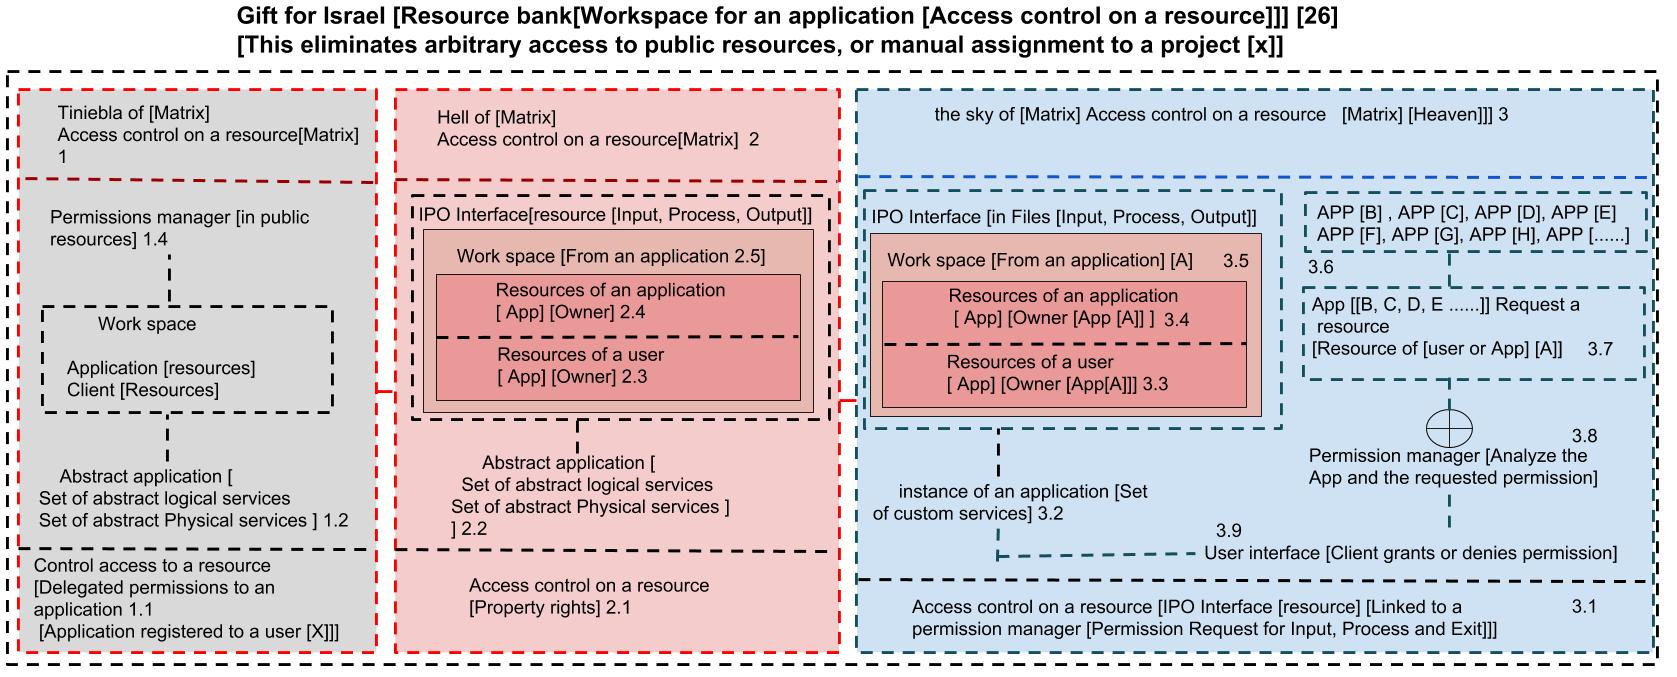 Gift for Israel [Resource bank[Workspace for an application [Access control on a resource]]] [26]
[This eliminates arbitrary access to public resources, or manual assignment to a project [x]]
Tiniebla of [Matrix]
Access control on a resource[Matrix]
1
Permissions manager [in public
resources] 1.4
Work space
Application [resources]
Client [Resources]
Abstract application [
Set of abstract logical services
Set of abstract Physical services ] 1.2
Control access to a resource
[Delegated permissions to an
application 1.1
[Application registered to a user [X]]]
Hell of [Matrix]
Access control on a resource[Matrix] 2
IPO Interface[resource [Input, Process, Output]]
Work space [From an application 2.5]
Resources of an application
[ App] [Owner] 2.4
Resources of a user
[ App] [Owner] 2.3
Abstract application [
Set of abstract logical services
Set of abstract Physical services ]
] 2.2
Access control on a resource
[Property rights] 2.1
the sky of [Matrix] Access control on a resource [Matrix] [Heaven]]] 3
IPO Interface [in Files [Input, Process, Output]]
Work space [From an application] [A] 3.5
Resources of an application
[ App] [Owner [App [A]] ] 3.4
Resources of a user
[ App] [Owner [App[A]]] 3.3
instance of an application [Set
of custom services] 3.2
APP [B] , APP [C], APP [D], APP [E]
APP [F], APP [G], APP [H], APP [......]
3.6
App [[B, C, D, E ......]] Request a
resource
[Resource of [user or App] [A]] 3.7
3.8
Permission manager [Analyze the
App and the requested permission]
3.9
User interface [Client grants or denies permission]
Access control on a resource [IPO Interface [resource] [Linked to a 3.1
permission manager [Permission Request for Input, Process and Exit]]]